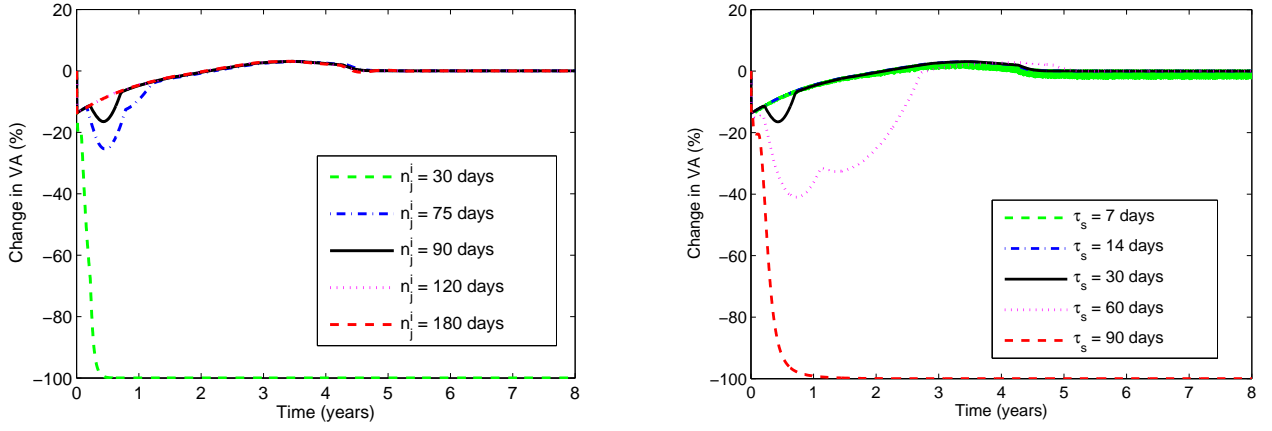 20
0
−20
−40
−60
−80
−100
0 1 2 3 4 5 6 7 8
Change in VA (%)
Time (years)
n_j^i = 30 days
n_j^i = 75 days
n_j^i = 90 days
n_j^i = 120 days
n_j^i = 180 days
20
0
−20
−40
−60
−80
−100
0 1 2 3 4 5 6 7 8
Change in VA (%)
Time (years)
τ_s = 7 days
τ_s = 14 days
τ_s = 30 days
τ_s = 60 days
τ_s = 90 days